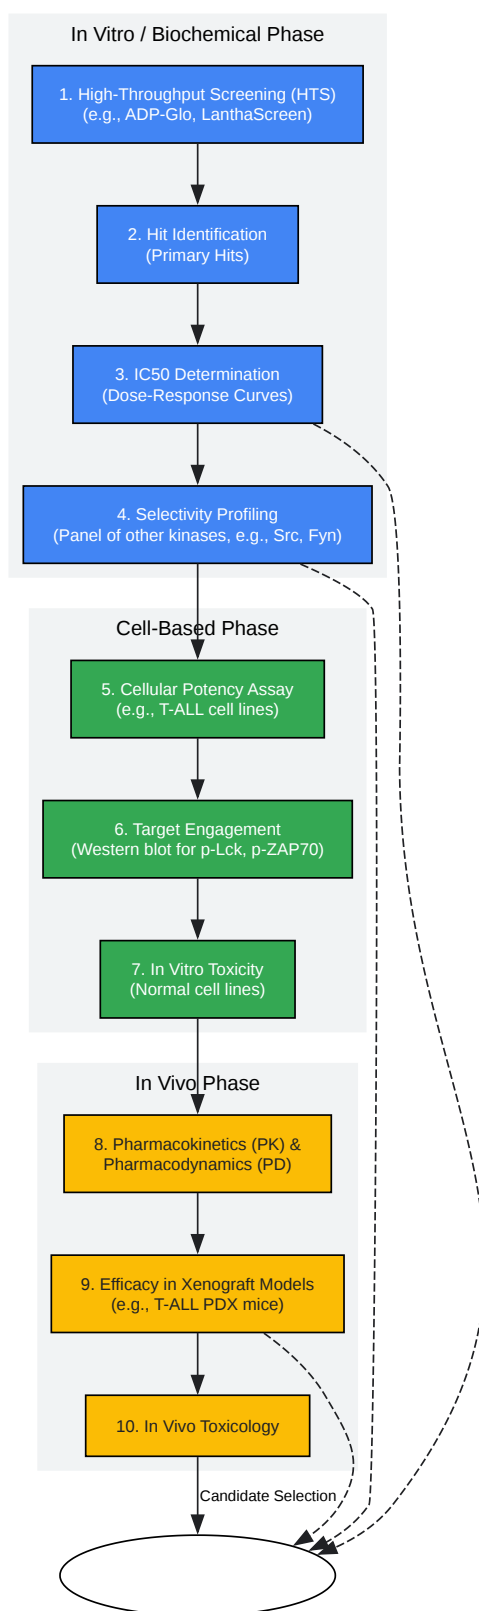 In Vitro / Biochemical Phase
1. High-Throughput Screening (HTS)
(e.g., ADP-Glo, LanthaScreen)
2. Hit Identification
(Primary Hits)
3. IC50 Determination
(Dose-Response Curves)
4. Selectivity Profiling
(Panel of other kinases, e.g., Src, Fyn)
Cell-Based Phase
5. Cellular Potency Assay
(e.g., T-ALL cell lines)
6. Target Engagement
(Western blot for p-Lck, p-ZAP70)
7. In Vitro Toxicity
(Normal cell lines)
In Vivo Phase
8. Pharmacokinetics (PK) &
Pharmacodynamics (PD)
9. Efficacy in Xenograft Models
(e.g., T-ALL PDX mice)
10. In Vivo Toxicology
Candidate Selection